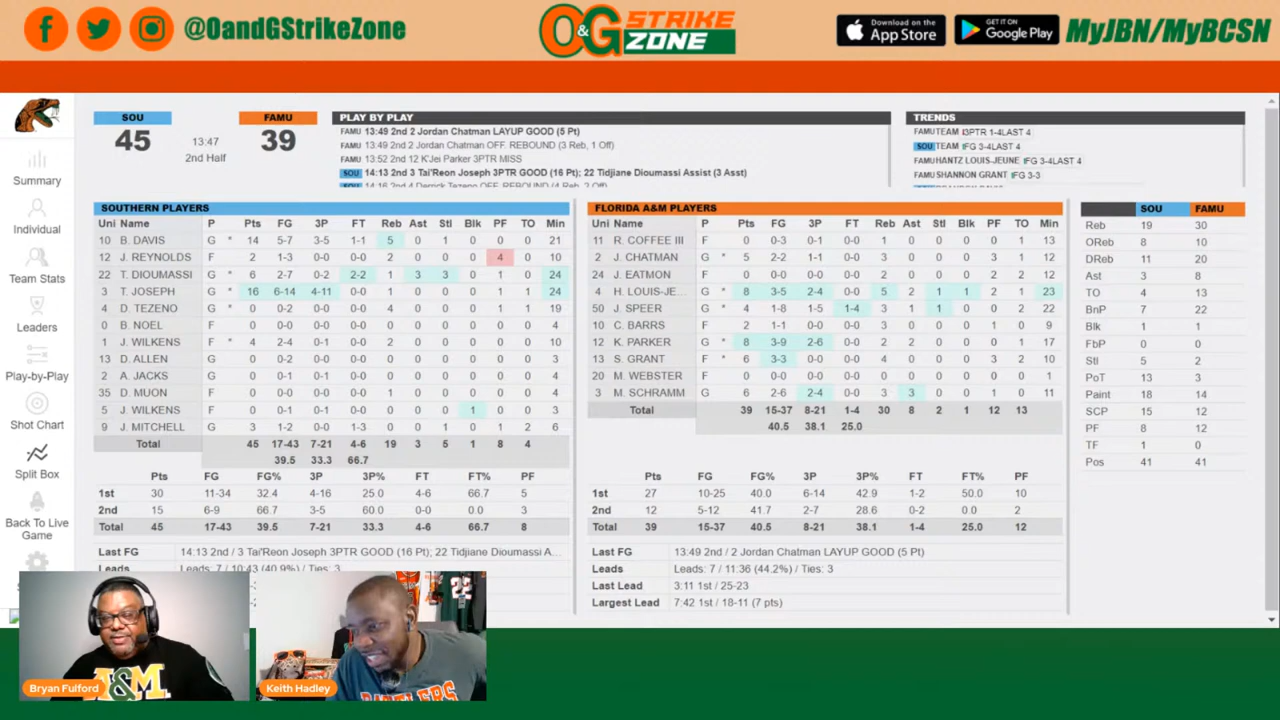 @OandGStrikeZone
O&G STRIKE ZONE
Download on the App Store
GET IT ON Google Play
MyJBN/MyBCSN
Summary
Individual
Team Stats
Leaders
Play-by-Play
Shot Chart
Split Box
Back To Live Game
SOU
45
13:47
2nd Half
FAMU
39
PLAY BY PLAY
FAMU 13:49 2nd 2 Jordan Chatman LAYUP GOOD (5 Pt)
FAMU 13:49 2nd 2 Jordan Chatman OFF. REBOUND (3 Reb, 1 Off)
FAMU 13:52 2nd 12 K'Jei Parker 3PTR MISS
SOU 14:13 2nd 3 Tai'Reon Joseph 3PTR GOOD (16 Pt); 22 Tidjiane Dioumassi Assist (3 Asst)
SOU 14:16 2nd 4 Derrick Tezeno OFF. REBOUND (4 Reb, 2 Off)
TRENDS
FAMU TEAM 3PTR 1-4 LAST 4
SOU TEAM FG 3-4 LAST 4
FAMU HANTZ LOUIS-JEUNE FG 3-4 LAST 4
FAMU SHANNON GRANT FG 3-3
SOUTHERN PLAYERS
Uni Name P Pts FG 3P FT Reb Ast Stl Blk PF TO Min
10 B. DAVIS G * 14 5-7 3-5 1-1 5 0 1 0 0 0 21
12 J. REYNOLDS F 2 1-3 0-0 0-0 2 0 0 0 4 0 10
22 T. DIOUMASSI G * 6 2-7 0-2 2-2 1 3 3 0 1 0 24
3 T. JOSEPH G * 16 6-14 4-11 0-0 1 0 0 0 0 1 24
4 D. TEZENO G 0 0-2 0-0 0-0 4 0 0 0 1 1 19
0 B. NOEL F 0 0-0 0-0 0-0 0 0 0 0 0 0 4
1 J. WILKENS F * 4 2-4 0-1 0-0 2 0 0 0 0 0 10
13 D. ALLEN G 0 0-2 0-0 0-0 0 0 0 0 0 0 3
2 A. JACKS G 0 0-1 0-1 0-0 0 0 0 0 0 0 4
35 D. MUON F 0 0-0 0-0 0-0 1 0 0 0 0 0 4
5 J. WILKENS G 0 0-1 0-1 0-0 0 0 0 1 0 0 3
9 J. MITCHELL G 3 1-2 0-0 1-3 0 0 0 0 1 2 6
Total 45 17-43 7-21 4-6 19 3 5 1 8 4
39.5 33.3 66.7
Pts FG FG% 3P 3P% FT FT% PF
1st 30 11-34 32.4 4-16 25.0 4-6 66.7 5
2nd 15 6-9 66.7 3-5 60.0 0-0 0.0 3
Total 45 17-43 39.5 7-21 33.3 4-6 66.7 8
Last FG 14:13 2nd / 3 Tai'Reon Joseph 3PTR GOOD (16 Pt); 22 Tidjiane Dioumassi A...
Leads Leads: 7 / 10:43 (40.9%) / Ties: 3
FLORIDA A&M PLAYERS
Uni Name P Pts FG 3P FT Reb Ast Stl Blk PF TO Min
11 R. COFFEE III F 0 0-3 0-1 0-0 1 0 0 0 0 1 13
2 J. CHATMAN G * 5 2-2 1-1 0-0 3 0 0 0 3 1 12
24 J. EATMON F 0 0-0 0-0 0-0 2 0 0 0 2 2 12
4 H. LOUIS-JE... G * 8 3-5 2-4 0-0 5 2 1 1 2 1 23
50 J. SPEER G * 4 1-8 1-5 1-4 3 1 1 0 2 2 22
10 C. BARRS F 2 1-1 0-0 0-0 3 0 0 0 1 0 9
12 K. PARKER G * 8 3-9 2-6 0-0 2 2 0 0 1 1 17
13 S. GRANT F * 6 3-3 0-0 0-0 4 0 0 0 1 3 2 10
20 M. WEBSTER F 0 0-0 0-0 0-0 0 0 0 0 0 0 1
3 M. SCHRAMM G 6 2-6 2-4 0-0 3 3 0 0 0 1 11
Total 39 15-37 8-21 1-4 30 8 2 1 12 13
40.5 38.1 25.0
Pts FG FG% 3P 3P% FT FT% PF
1st 27 10-25 40.0 6-14 42.9 1-2 50.0 10
2nd 12 5-12 41.7 2-7 28.6 0-2 0.0 2
Total 39 15-37 40.5 8-21 38.1 1-4 25.0 12
Last FG 13:49 2nd / 2 Jordan Chatman LAYUP GOOD (5 Pt)
Leads Leads: 7 / 11:36 (44.2%) / Ties: 3
Last Lead 3:11 1st / 25-23
Largest Lead 7:42 1st / 18-11 (7 pts)
SOU FAMU
Reb 19 30
OReb 8 10
DReb 11 20
Ast 3 8
TO 4 13
BnP 7 22
Blk 1 1
FbP 0 0
Stl 5 2
PoT 13 3
Paint 18 14
SCP 15 12
PF 8 12
TF 1 0
Pos 41 41
Bryan Fulford
A&M
Keith Hadley
22